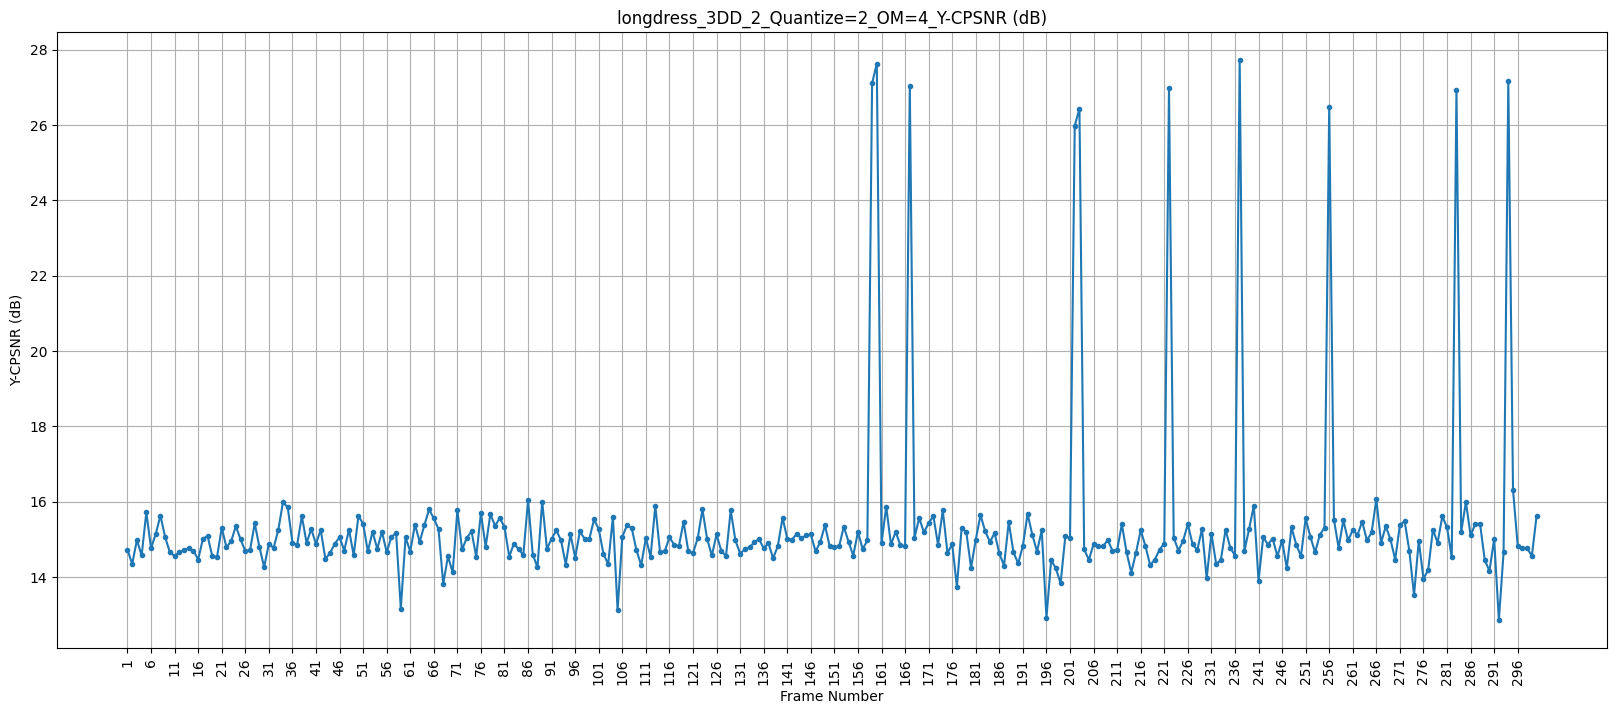 longdress_3DD_2_Quantize=2_OM=4_Y-CPSNR (dB)
Y-CPSNR (dB)
28
26
24
22
20
18
16
14
1 6 11 16 21 26 31 36 41 46 51 56 61 66 71 76 81 86 91 96 101 106 111 116 121 126 131 136 141 146 151 156 161 166 171 176 181 186 191 196 201 206 211 216 221 226 231 236 241 246 251 256 261 266 271 276 281 286 291 296
Frame Number